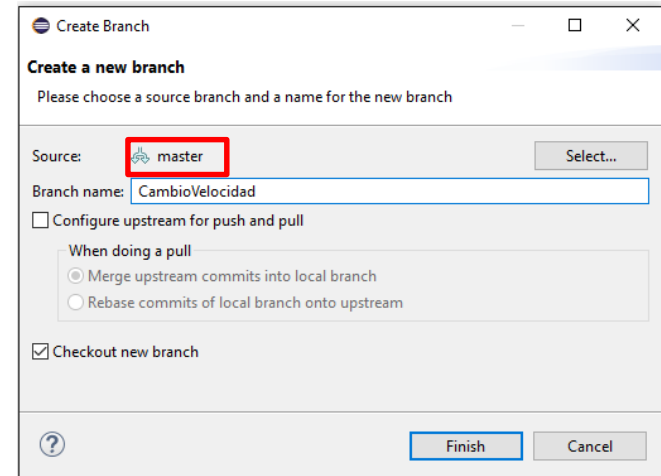 Create Branch
Create a new branch
Please choose a source branch and a name for the new branch
Source: master Select...
Branch name: CambioVelocidad
Configure upstream for push and pull
When doing a pull
Merge upstream commits into local branch
Rebase commits of local branch onto upstream
Checkout new branch
? Finish Cancel